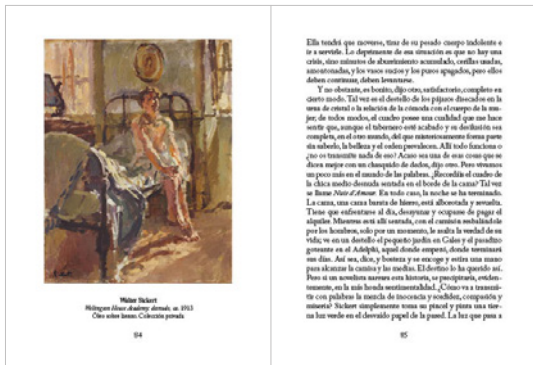 Walter Sickert
Wellington House Academy: desnudo, ca. 1913
Óleo sobre lienzo. Colección privada
94
Ella tendrá que moverse, tirar de su pesado cuerpo indolente e
ir a servirle. Lo deprimente de esa situación es que no hay una
crisis, sino minutos de aburrimiento acumulado, cerillas usadas,
amontonadas, y los vasos sucios y los puros apagados, pero ellos
deben continuar, deben levantarse.
Y no obstante, es bonito, dijo otro, satisfactorio, completo en
cierto modo. Tal vez es el destello de los pájaros disecados en la
urna de cristal o la relación de la cómoda con el cuerpo de la mu-
jer; de todos modos, el cuadro posee una cualidad que me hace
sentir que, aunque el tabernero esté acabado y su desilusión sea
completa, en el otro mundo, del que misteriosamente forma parte
sin saberlo, la belleza y el orden prevalecen. Allí todo funciona o
¿no os transmite nada de eso? Acaso sea una de esas cosas que se
dicen mejor con un chasquido de dedos, dijo otro. Pero vivamos
un poco más en el mundo de las palabras. ¿Recordáis el cuadro de
la chica medio desnuda sentada en el borde de la cama? Tal vez
se llame Nuit d'Amour. En todo caso, la noche se ha terminado.
La cama, una cama barata de hierro, está alborotada y revuelta.
Tiene que enfrentarse al día, desayunar y ocuparse de pagar el
alquiler. Mientras está allí sentada, con el camisón resbalándole
por los hombros, solo por un momento, le asalta la verdad de su
vida; ve en un destello el pequeño jardín en Gales y el paradizo
goteante en el Adelphi, aquel donde empezó, donde terminará
sus días. Así sea, dice, y bosteza y se encoge y estira una mano
para alcanzar la camisa y las medias. El destino lo ha querido así.
Pero si un novelista narrara esta historia, se precipitaría, eviden-
temente, en la más honda sentimentalidad. ¿Cómo va a transmi-
tir con palabras la mezcla de inocencia y sordidez, compasión y
miseria? Sickert simplemente toma su pincel y pinta una tier-
na luz verde en el desvaído papel de la pared. La luz que pasa a
95